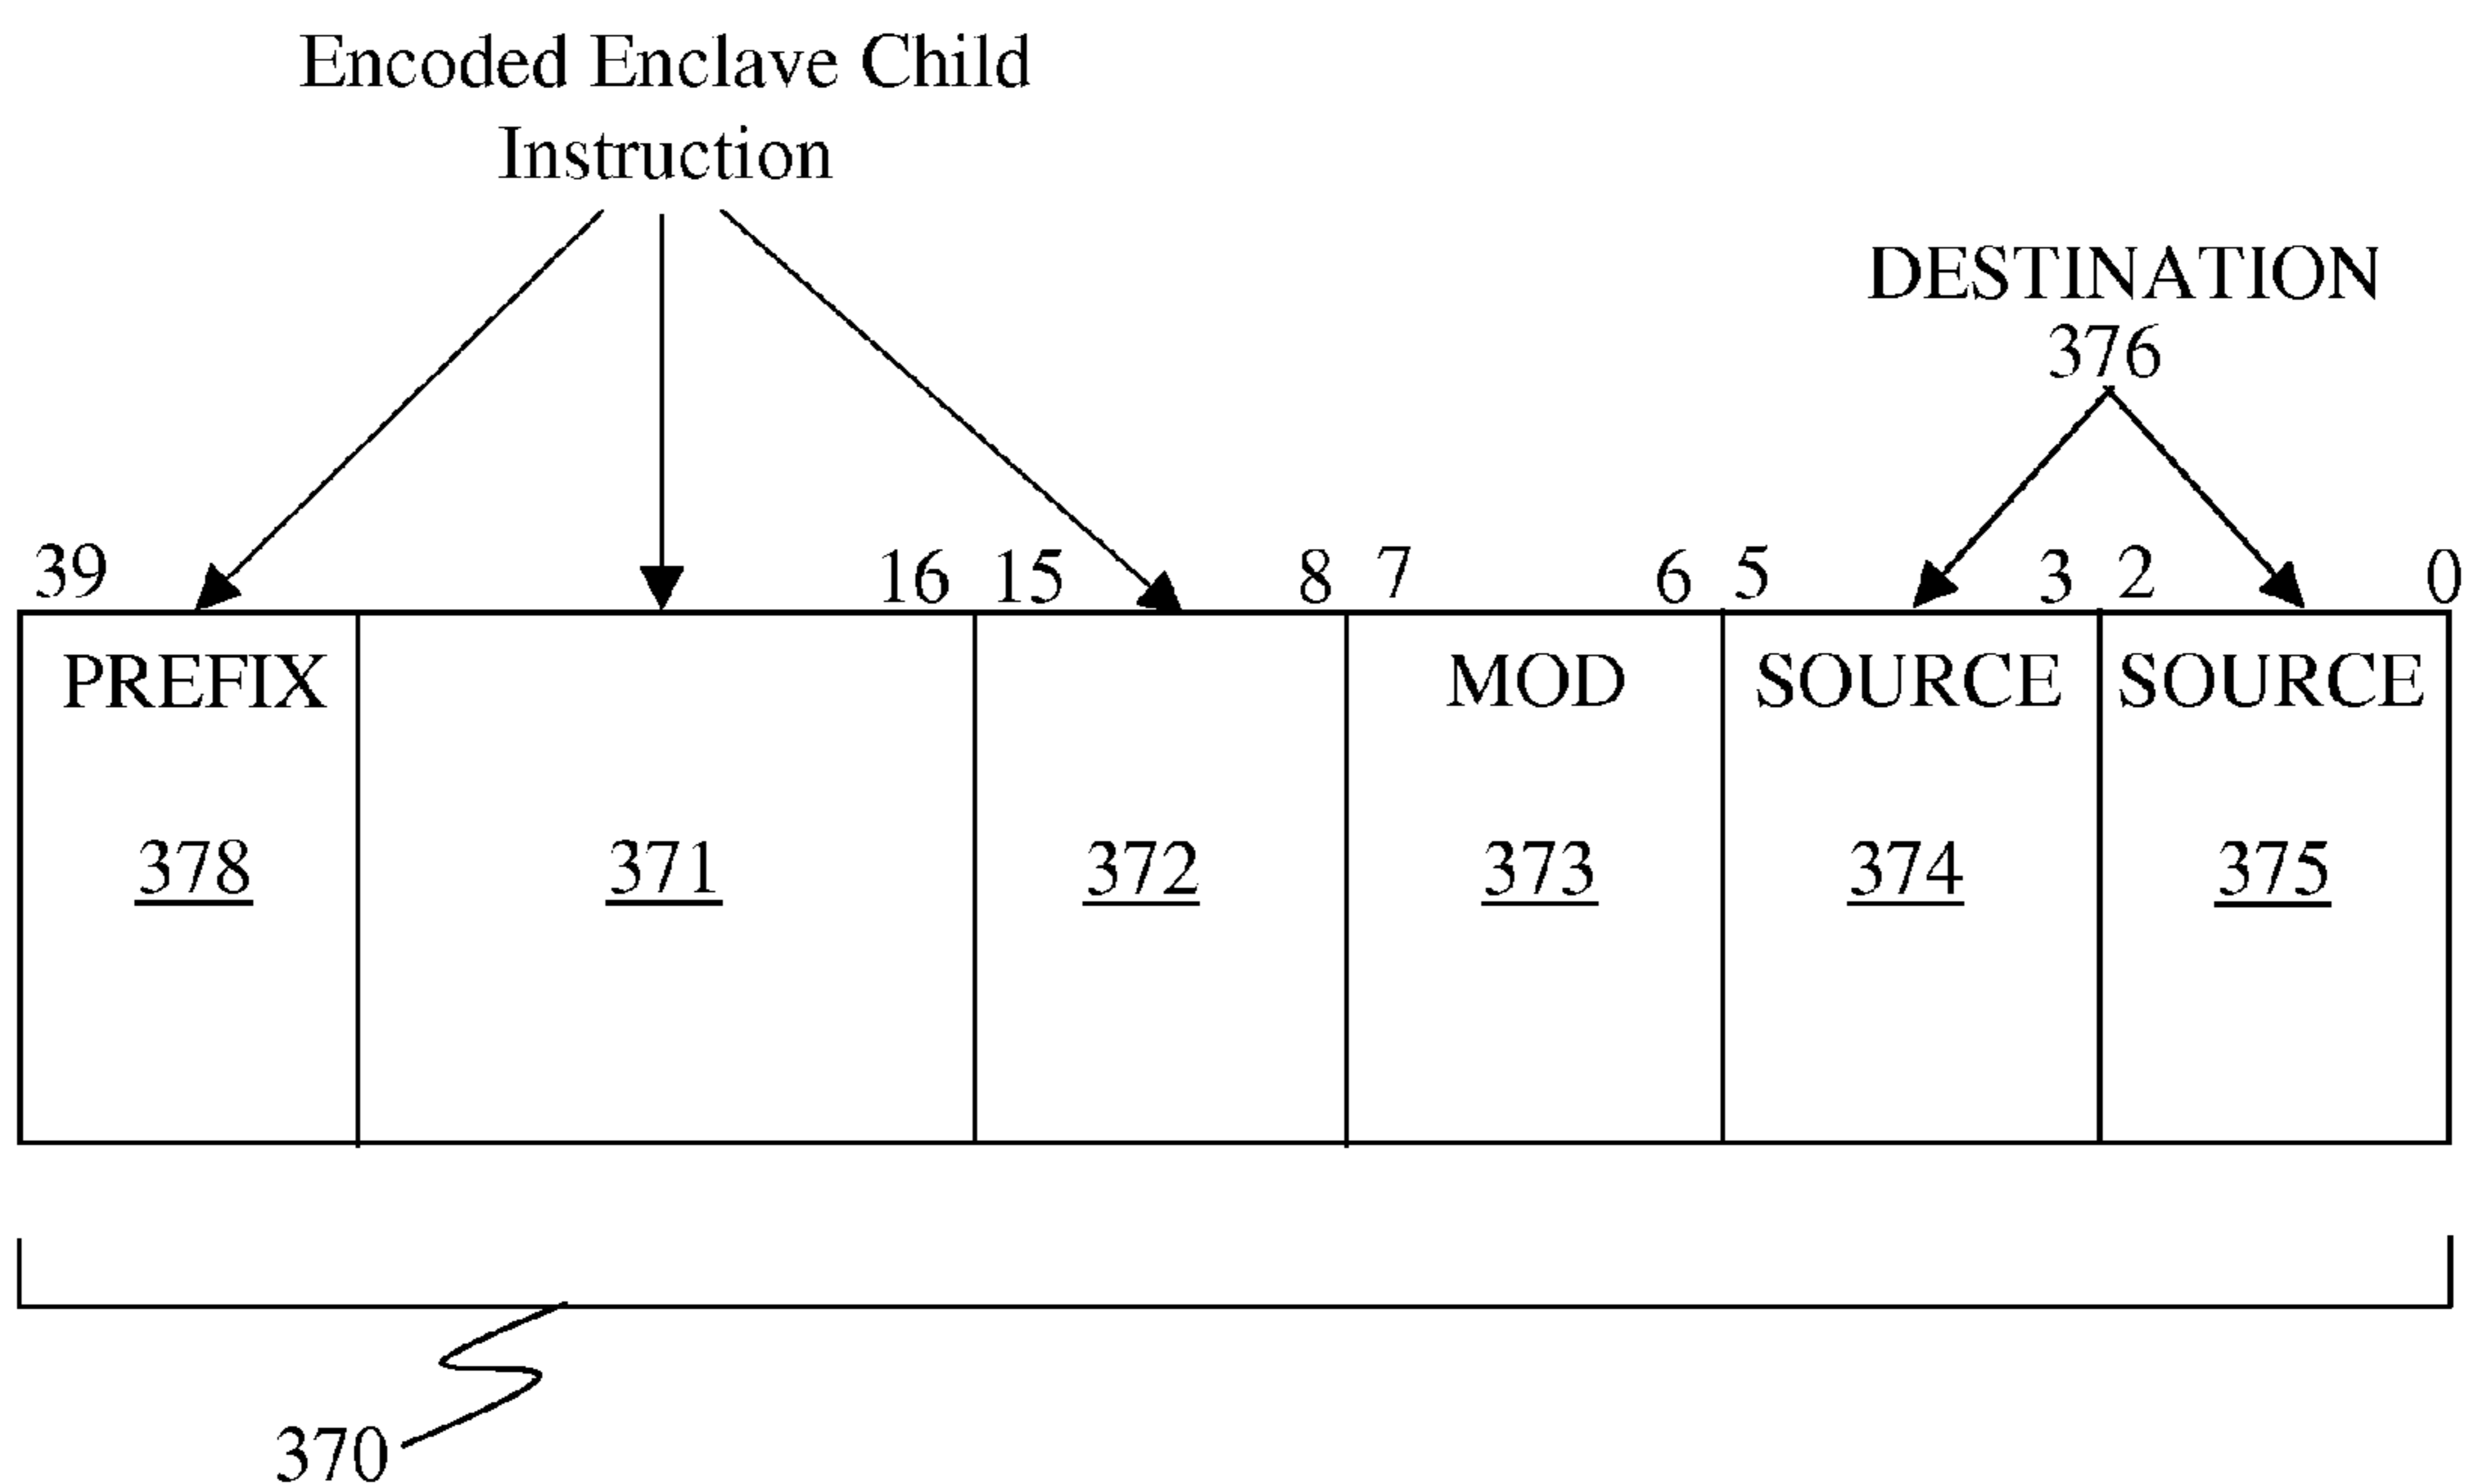 Encoded Enclave Child
Instruction
DESTINATION
376
39 16 15 8 7 6 5 3 2 0
PREFIX MOD SOURCE SOURCE
378 371 372 373 374 375
370